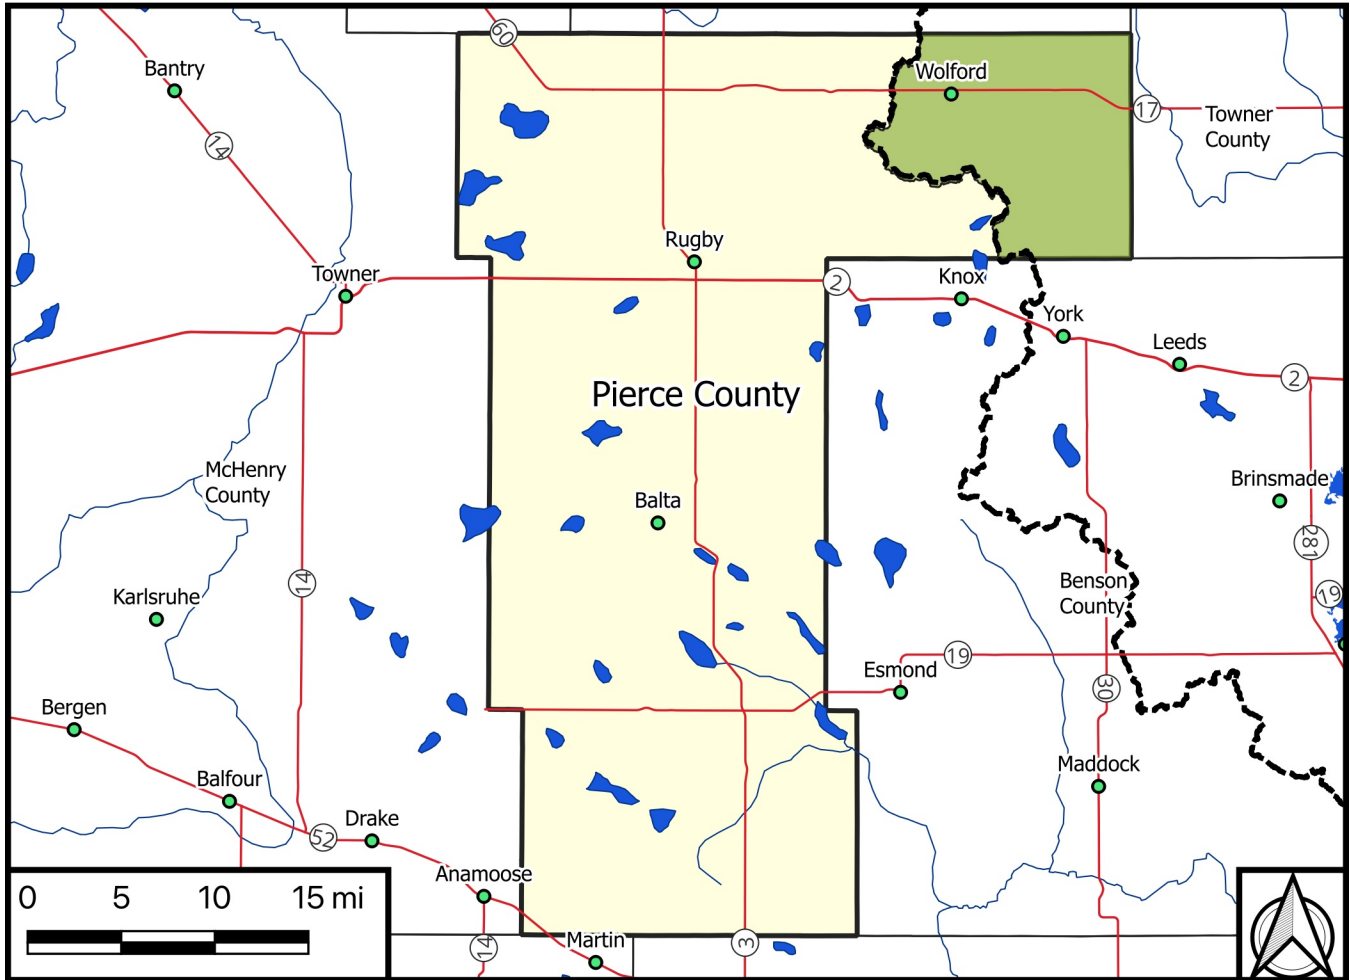 60
Bantry
Wolford
17
Towner
County
14
Rugby
Towner
2
Knox
York
Leeds
2
Pierce County
McHenry
County
Brinsmade
Balta
281
14
Benson
County
19
Karlsruhe
Esmond
19
30
Bergen
Maddock
Balfour
52
Drake
Anamoose
0 5 10 15 mi
14
Martin
3